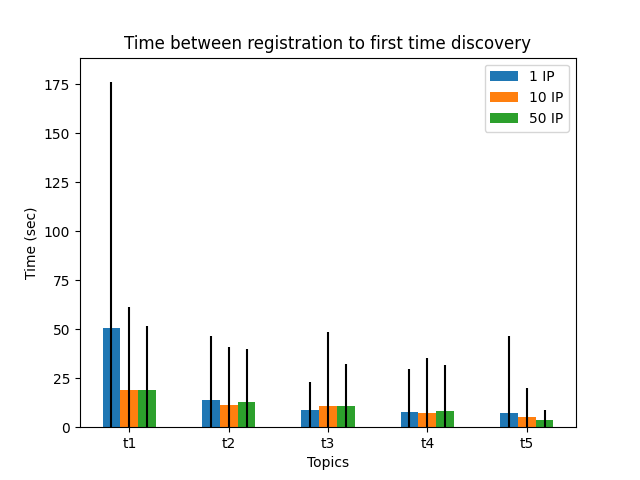 Time between registration to first time discovery
1 IP
10 IP
50 IP
Time (sec)
175
150
125
100
75
50
25
0
t1 t2 t3 t4 t5
Topics